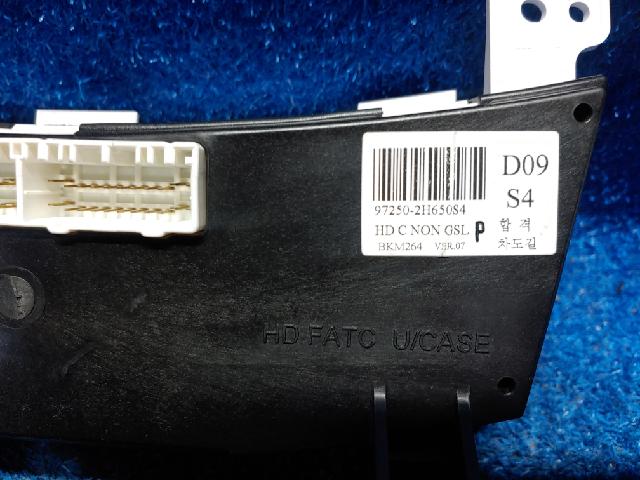 D09
97250-2H650S4
S4
HD C NON GSL P 합 격
BKM264 VER.07 차도길
HD FATC U/CASE